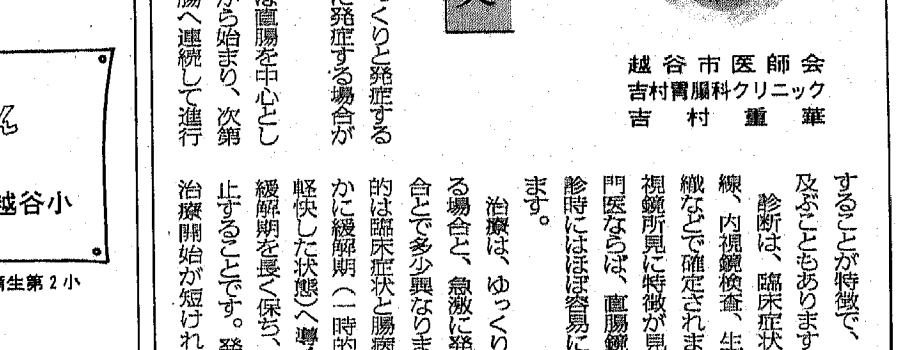 越谷市医師会
吉村胃腸科クリニック
吉村重華
くりと発症する
に発症する場合が
は直腸を中心とし
から始まり、次第
腸へ連続して進行
することが特徴で、
及ぶこともあります
診断は、臨床症状
線、内視鏡検査、生
織などで確定されま
視鏡所見に特徴が見
門医ならば、直腸鏡
診時にはほぼ容易に
ます。
治療は、ゆっくり
る場合と、急激に発
合とで多少異なりま
的は臨床症状と腸病
かに緩解期(一時的
軽快した状態)へ導
緩解期を長く保ち、
止することです。発
治療開始が短けれ
ん
越谷小
衛生第2小